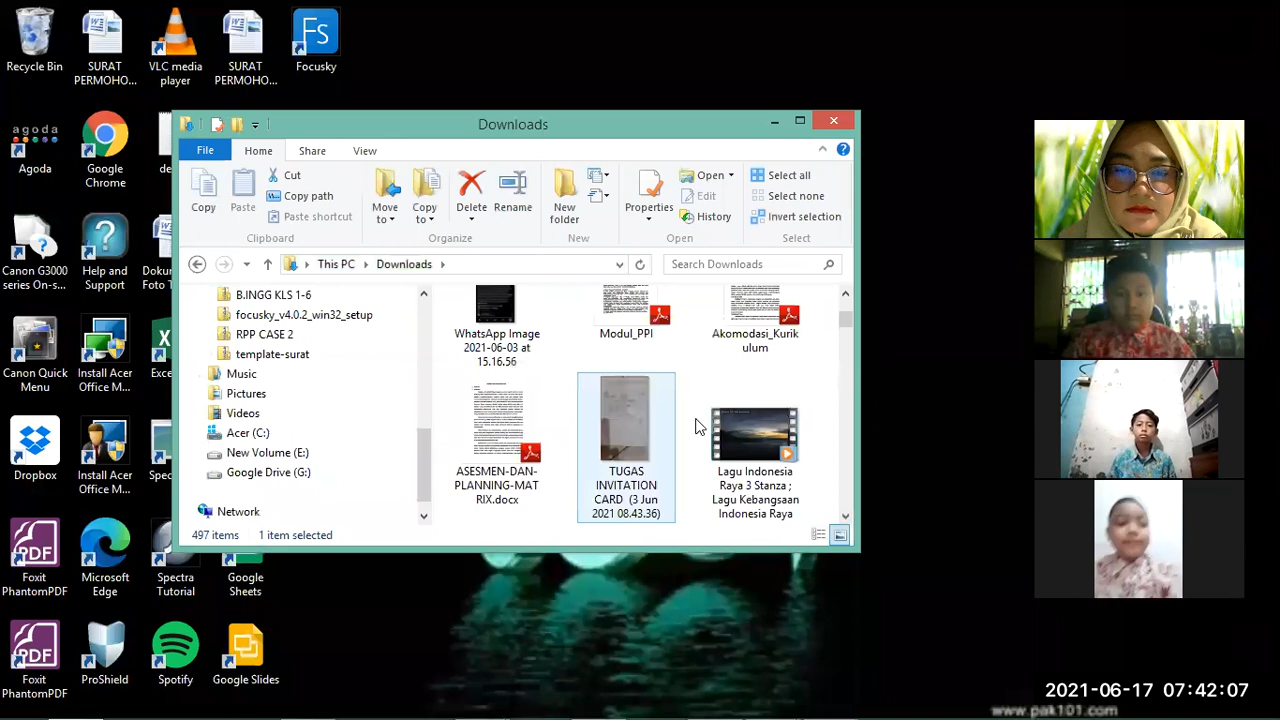 Recycle Bin
SURAT
PERMOHO...
VLC media
player
SURAT
PERMOHO...
Fs
Focusky
agoda
Agoda
Google
Chrome
de
Canon G3000
series On-s...
Help and
Support
Dokur
Foto T
Canon Quick
Menu
Install Acer
Office M...
Exce
Dropbox
Install Acer
Office M...
Spec
PDF
Foxit
PhantomPDF
Microsoft
Edge
Spectra
Tutorial
Google
Sheets
PDF
Foxit
PhantomPDF
ProShield
Spotify
Google Slides
Downloads
File
Home
Share
View
Copy
Paste
Cut
Copy path
Paste shortcut
Clipboard
Move
to
Copy
to
Delete
Rename
Organize
New
folder
New
Properties
Open
Edit
History
Open
Select all
Select none
Invert selection
Select
This PC
Downloads
Search Downloads
B.INGG KLS 1-6
focusky_v4.0.2_win32_setup
RPP CASE 2
template-surat
Music
Pictures
Videos
Acer (C:)
New Volume (E:)
Google Drive (G:)
Network
WhatsApp Image
2021-06-03 at
15.16.56
Modul_PPI
Akomodasi_Kurik
ulum
ASESMEN-DAN-
PLANNING-MAT
RIX.docx
TUGAS
INVITATION
CARD (3 Jun
2021 08.43.36)
Lagu Indonesia
Raya 3 Stanza ;
Lagu Kebangsaan
Indonesia Raya
497 items
1 item selected
2021-06-17 07:42:07
www.pak101.com